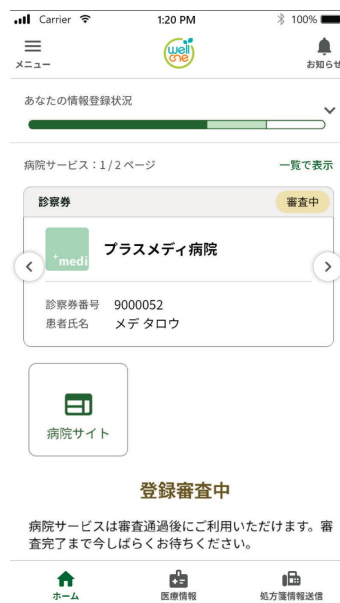 Carrier 1:20 PM 100%
well one
メニュー お知らせ
あなたの情報登録状況
病院サービス：1/2 ページ 一覧で表示
診察券 審査中
+medi プラスメディ病院
診察券番号 9000052
患者氏名 メデ タロウ
病院サイト
登録審査中
病院サービスは審査通過後にご利用いただけます。審
査完了まで今しばらくお待ちください。
ホーム 医療情報 処方箋情報送信